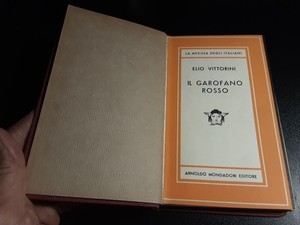 LA MEDUSA DEGLI ITALIANI
ELIO VITTORINI
IL GAROFANO
ROSSO
ARNOLDO MONDADORI EDITORE